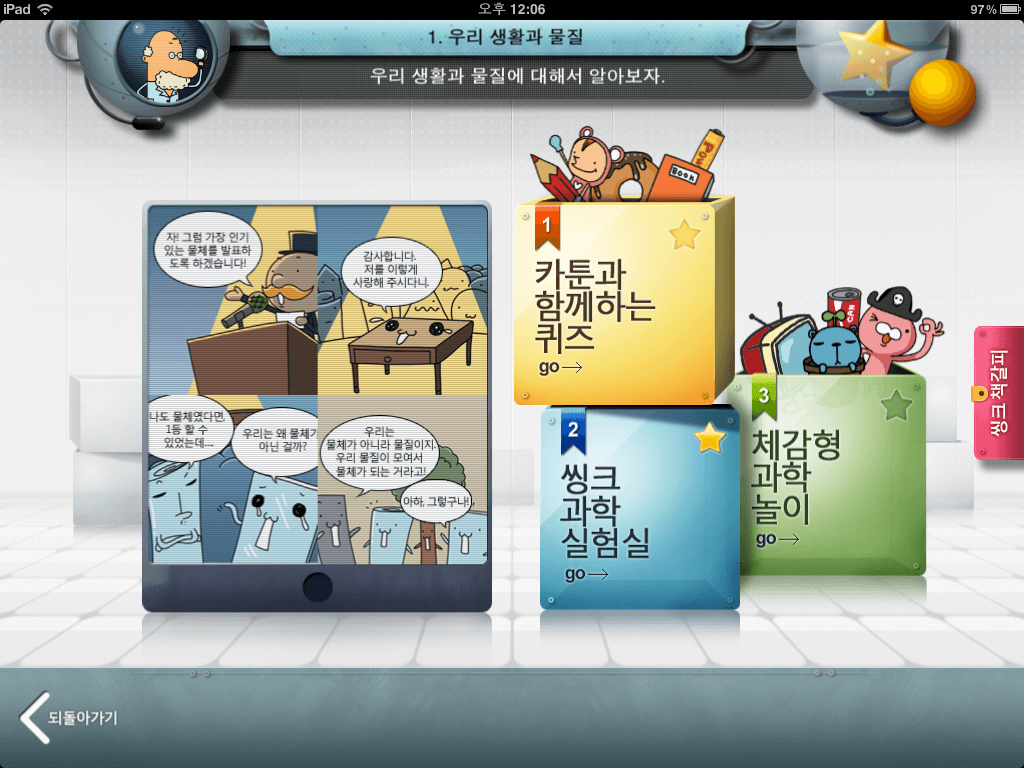 iPad
오후 12:06
97%
1. 우리 생활과 물질
우리 생활과 물질에 대해서 알아보자.
자! 그럼 가장 인기
있는 물체를 발표하
도록 하겠습니다!
감사합니다.
저를 이렇게
사랑해 주시다니.
나도 물체였다면,
1등 할 수
있었는데....
우리는 왜 물체가
아닌 걸까?
우리는
물체가 아니라 물질이지.
우리 물질이 모여서
물체가 되는 거라고!
아하, 그렇구나!
BOOK
POS
1
카툰과
함께하는
퀴즈
go→
2
씽크
과학
실험실
go→
CAN
3
체감형
과학
놀이
go→
씽크 책갈피
되돌아가기